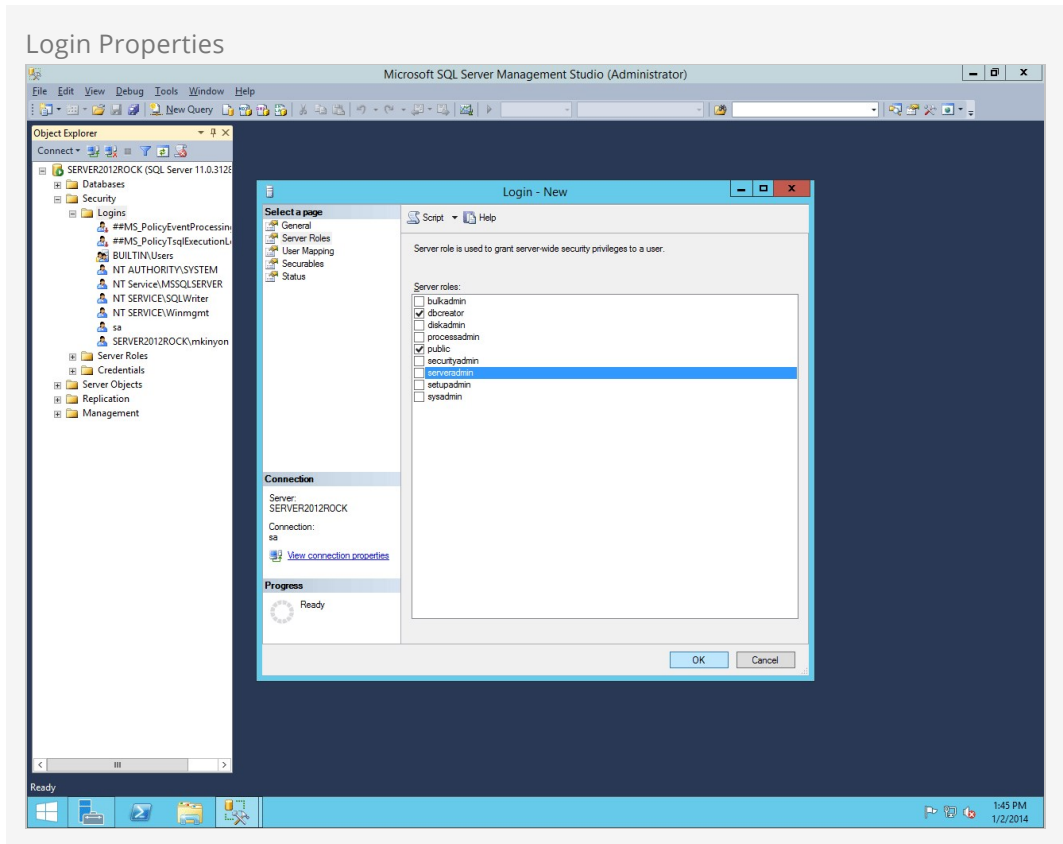 Login Properties
Microsoft SQL Server Management Studio (Administrator)
File Edit View Debug Tools Window Help
New Query
Object Explorer
Connect
SERVER2012ROCK (SQL Server 11.0.3128
Databases
Security
Logins
##MS_PolicyEventProcessin
##MS_PolicyTsqlExecutionL
BUILTIN\Users
NT AUTHORITY\SYSTEM
NT Service\MSSQLSERVER
NT SERVICE\SQLWriter
NT SERVICE\Winmgmt
sa
SERVER2012ROCK\mkinyon
Server Roles
Credentials
Server Objects
Replication
Management
Login - New
Select a page
General
Server Roles
User Mapping
Securables
Status
Script Help
Server role is used to grant server-wide security privileges to a user.
Server roles:
bulkadmin
dbcreator
diskadmin
processadmin
public
securityadmin
serveradmin
setupadmin
sysadmin
Connection
Server:
SERVER2012ROCK
Connection:
sa
View connection properties
Progress
Ready
OK Cancel
Ready
1:45 PM
1/2/2014